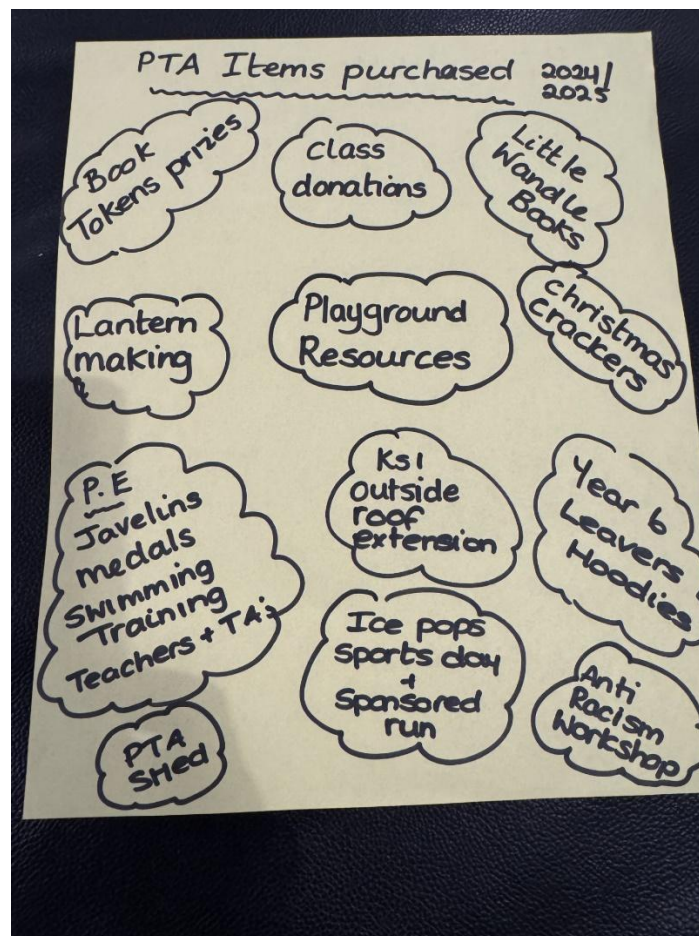 PTA Items purchased 2024/
2025
Book
Tokens prizies
class
donations
Little
Wandle
Books
Lantern
making
Playground
Resources
christmas
crackers
P.E
Javelins
medals
Swimming
Training
Teachers + TA's
KS1
outside
roof
extension
Year 6
Leavers
Hoodies
Ice pops
Sports day
+
Sponsored
run
Anti
Racism
Workshop
PTA
Shed